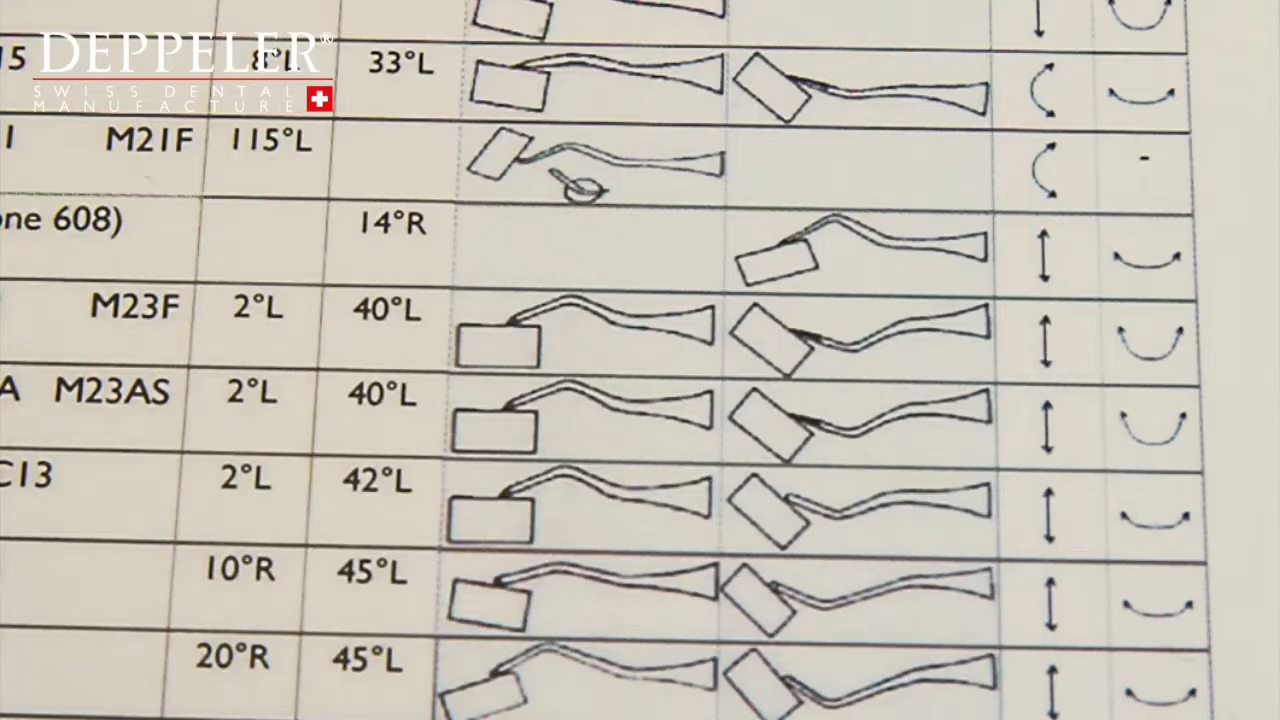 DEPPELER®
SWISS DENTAL
MANUFACTURE
15 8°L 33°L
1 M21F 115°L
one 608) 14°R
M23F 2°L 40°L
A M23AS 2°L 40°L
C13 2°L 42°L
10°R 45°L
20°R 45°L